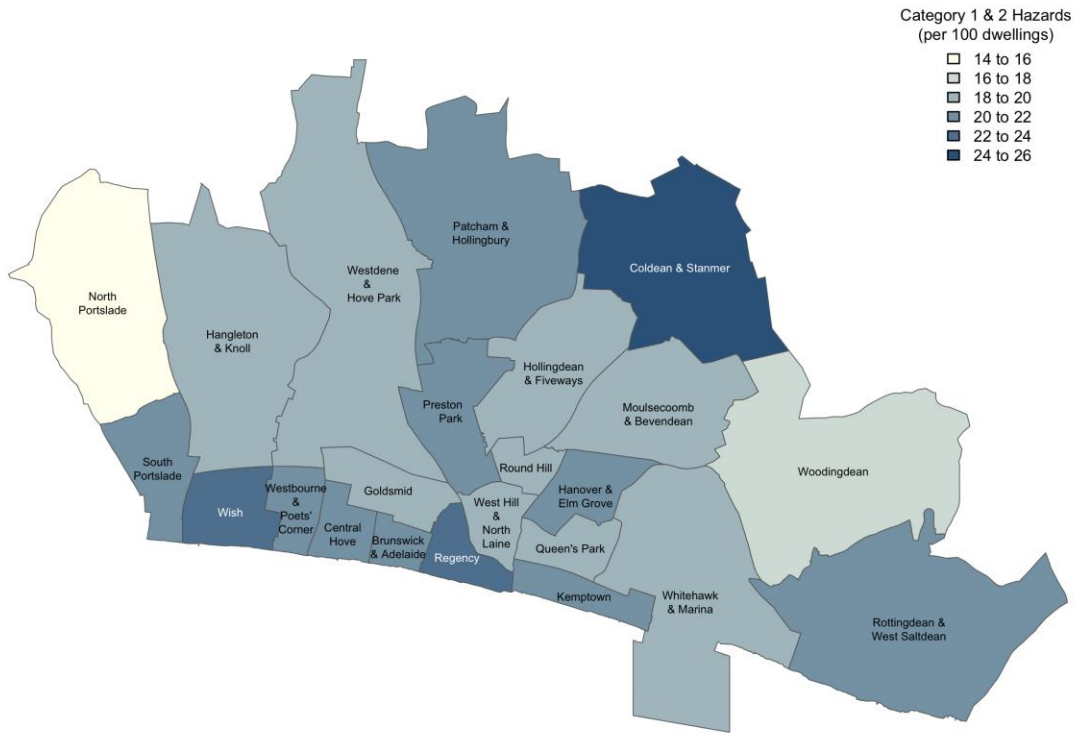 Category 1 & 2 Hazards
(per 100 dwellings)
14 to 16
16 to 18
18 to 20
20 to 22
22 to 24
24 to 26
Patcham &
Hollingbury
Coldean & Stanmer
Westdene
&
Hove Park
North
Portslade
Hangleton
& Knoll
Hollingdean
& Fiveways
Preston
Park
Moulsecoomb
& Bevendean
South
Portslade
Round Hill
Woodingdean
Westbourne
&
Poets'
Corner
Goldsmid
Hanover &
Elm Grove
West Hill
&
North
Laine
Wish
Central
Hove
Brunswick
& Adelaide
Regency
Queen's Park
Kemptown
Whitehawk
& Marina
Rottingdean &
West Saltdean